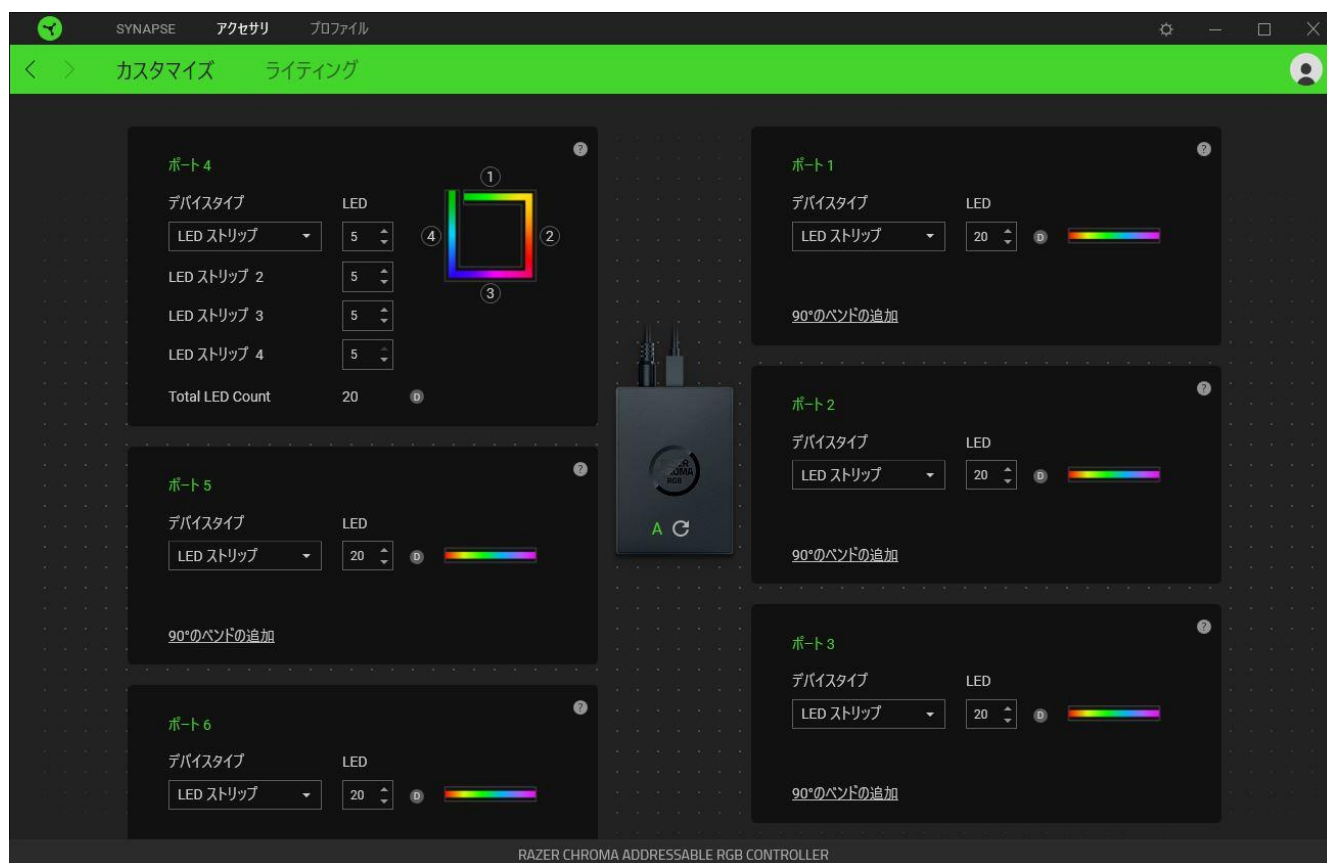 SYNAPSE アクセサリ プロファイル
カスタマイズ ライティング
ポート 4
?
デバイスタイプ LED
LED ストリップ 5
LED ストリップ 2 5
LED ストリップ 3 5
LED ストリップ 4 5
Total LED Count 20 D
1
2
3
4
ポート 5
?
デバイスタイプ LED
LED ストリップ 20 D
90°のベンドの追加
ポート 6
?
デバイスタイプ LED
LED ストリップ 20 D
RAZER
CHROMA
RGB
A
ポート 1
?
デバイスタイプ LED
LED ストリップ 20 D
90°のベンドの追加
ポート 2
?
デバイスタイプ LED
LED ストリップ 20 D
90°のベンドの追加
ポート 3
?
デバイスタイプ LED
LED ストリップ 20 D
90°のベンドの追加
RAZER CHROMA ADDRESSABLE RGB CONTROLLER